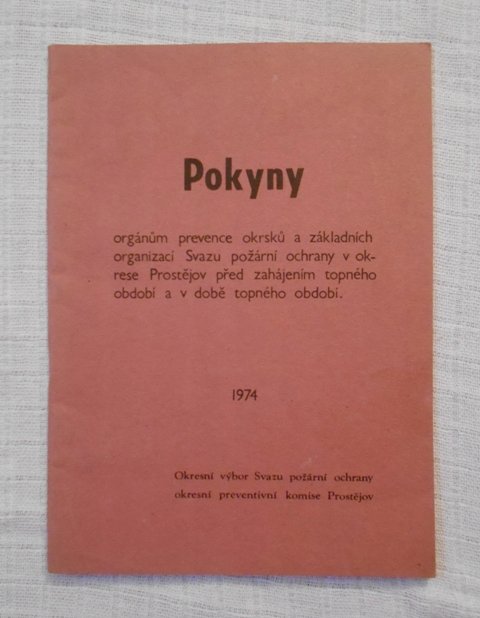 Pokyny
orgánům prevence okrsků a základních
organizací Svazu požární ochrany v ok-
rese Prostějov před zahájením topného
období a v době topného období.
1974
Okresní výbor Svazu požární ochrany
okresní preventivní komise Prostějov